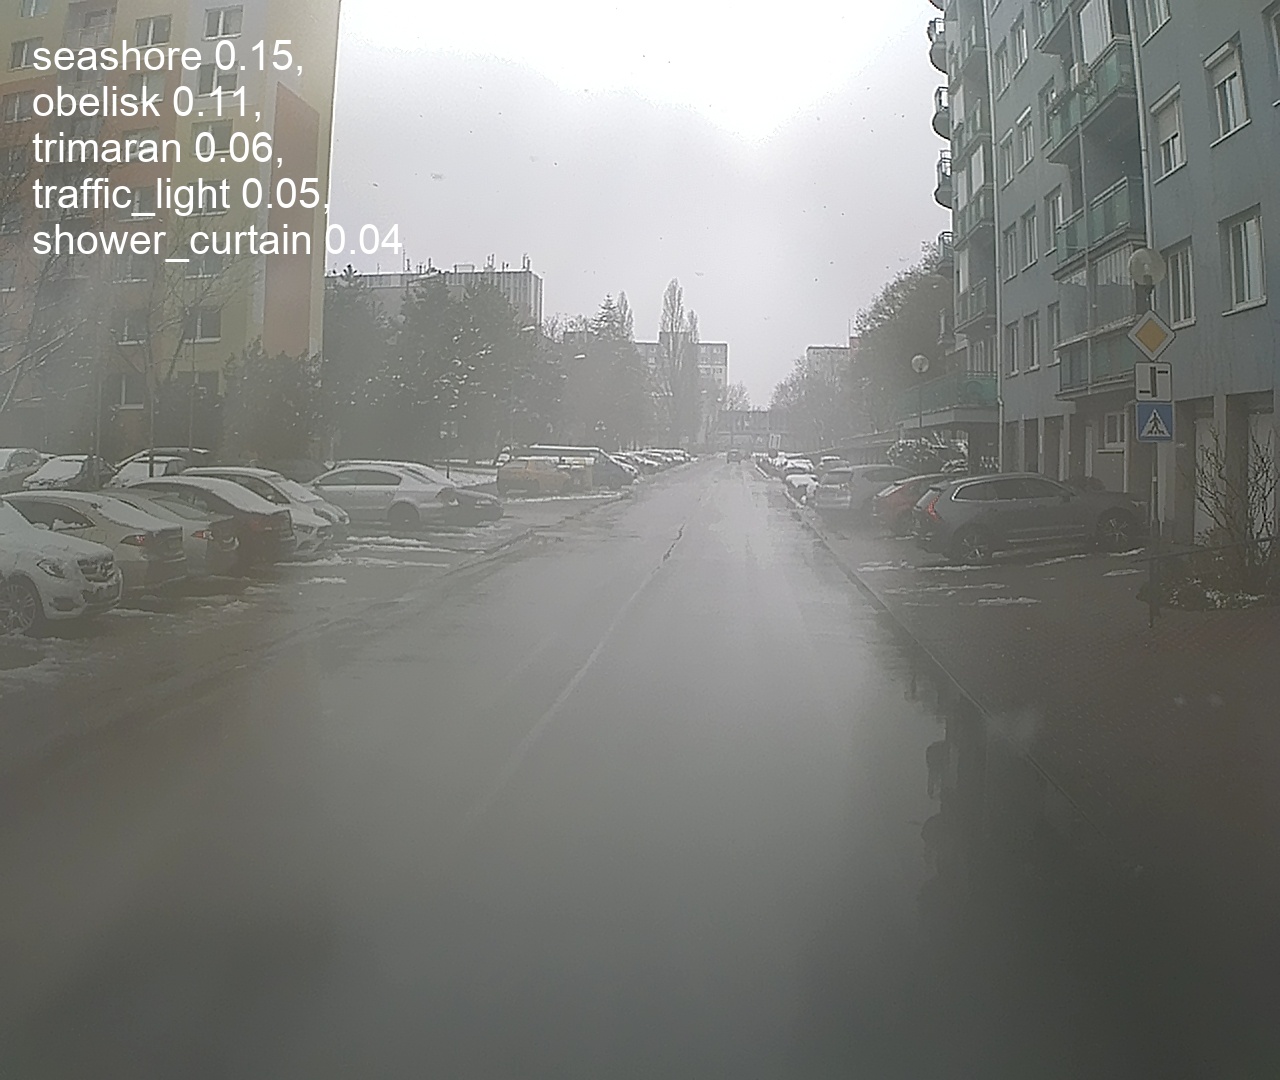 seashore 0.15,
obelisk 0.11,
trimaran 0.06,
traffic_light 0.05,
shower_curtain 0.04